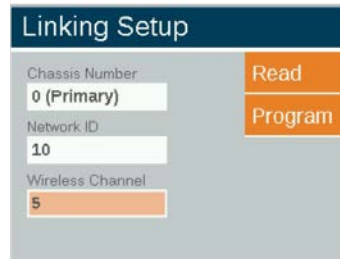 Linking Setup
Chassis Number
Read
0 (Primary)
Program
Network ID
10
Wireless Channel
5